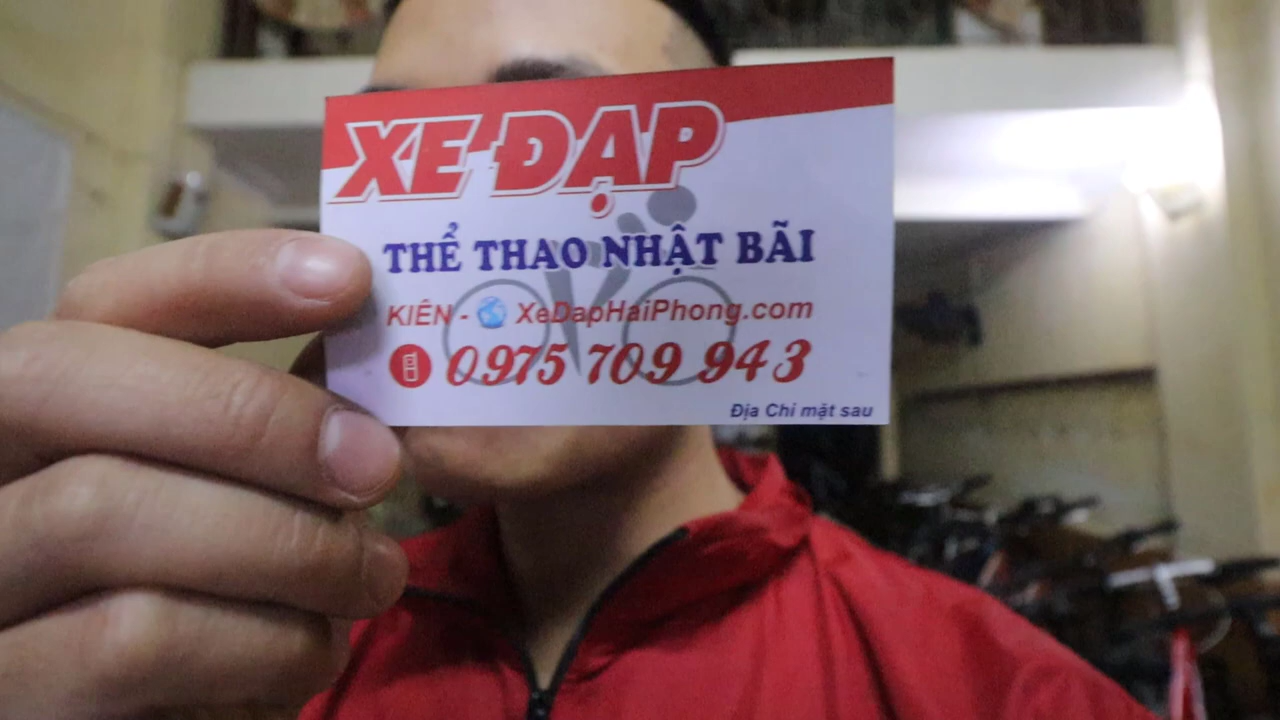 XE ĐẠP
THỂ THAO NHẬT BÃI
KIÊN - XeDapHaiPhong.com
0975 709 943
Địa Chỉ mặt sau